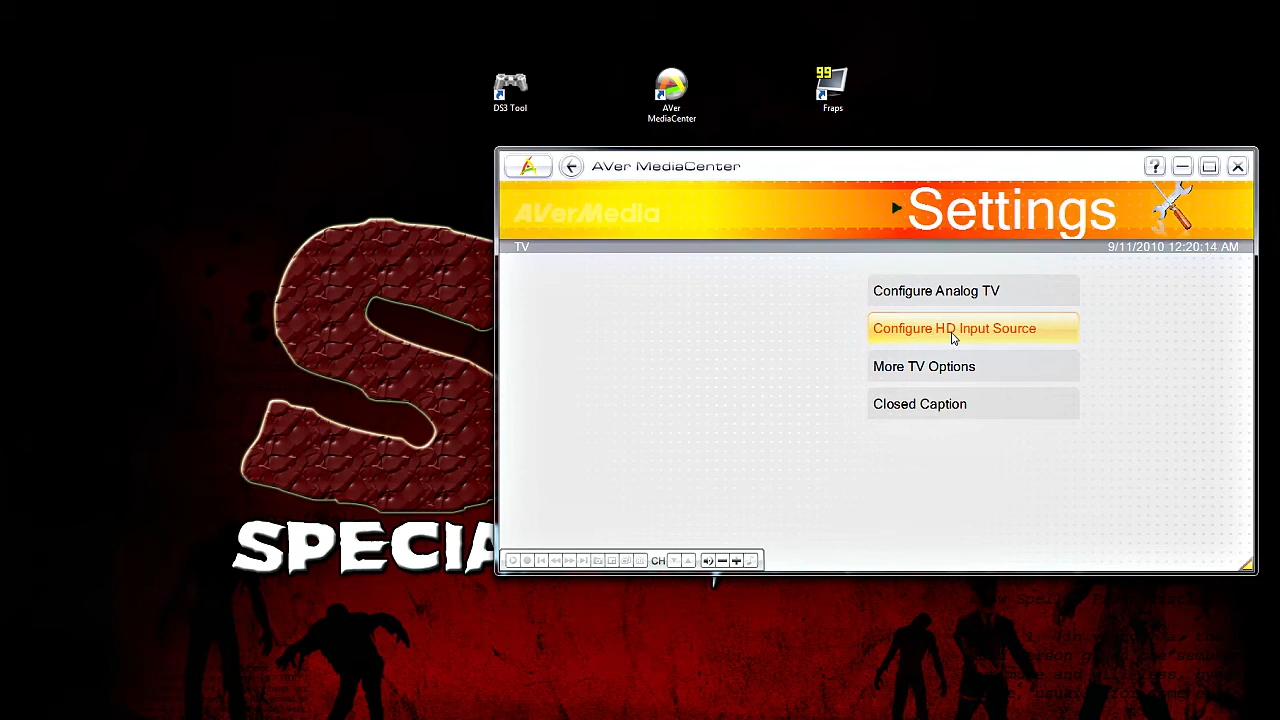 99
DS3 Tool
AVer
MediaCenter
Fraps
? AVer MediaCenter
AVerMedia
Settings
TV
9/11/2010 12:20:14 AM
Configure Analog TV
Configure HD Input Source
More TV Options
Closed Caption
CH
SPECIA